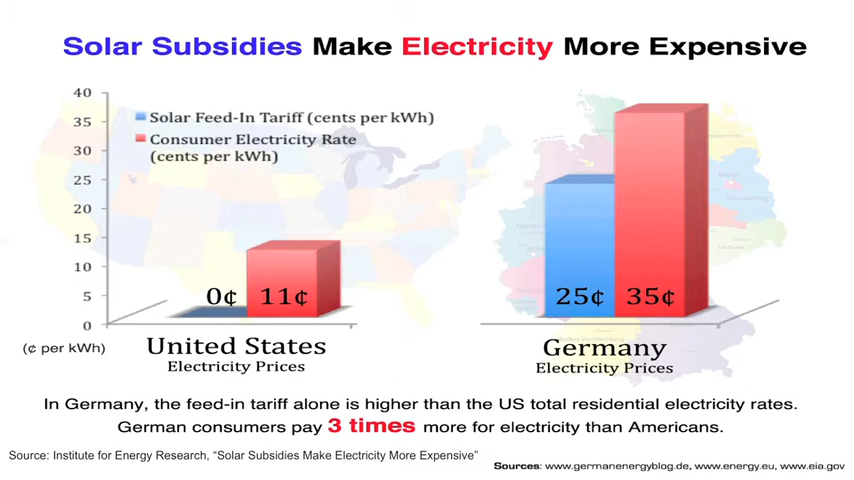 Solar Subsidies Make Electricity More Expensive
40
35
30
25
20
15
10
5
0
(¢ per kWh)
Solar Feed-In Tariff (cents per kWh)
Consumer Electricity Rate
(cents per kWh)
0¢ 11¢
United States
Electricity Prices
25¢ 35¢
Germany
Electricity Prices
In Germany, the feed-in tariff alone is higher than the US total residential electricity rates.
German consumers pay 3 times more for electricity than Americans.
Source: Institute for Energy Research, “Solar Subsidies Make Electricity More Expensive”
Sources: www.germanenergyblog.de, www.energy.eu, www.eia.gov